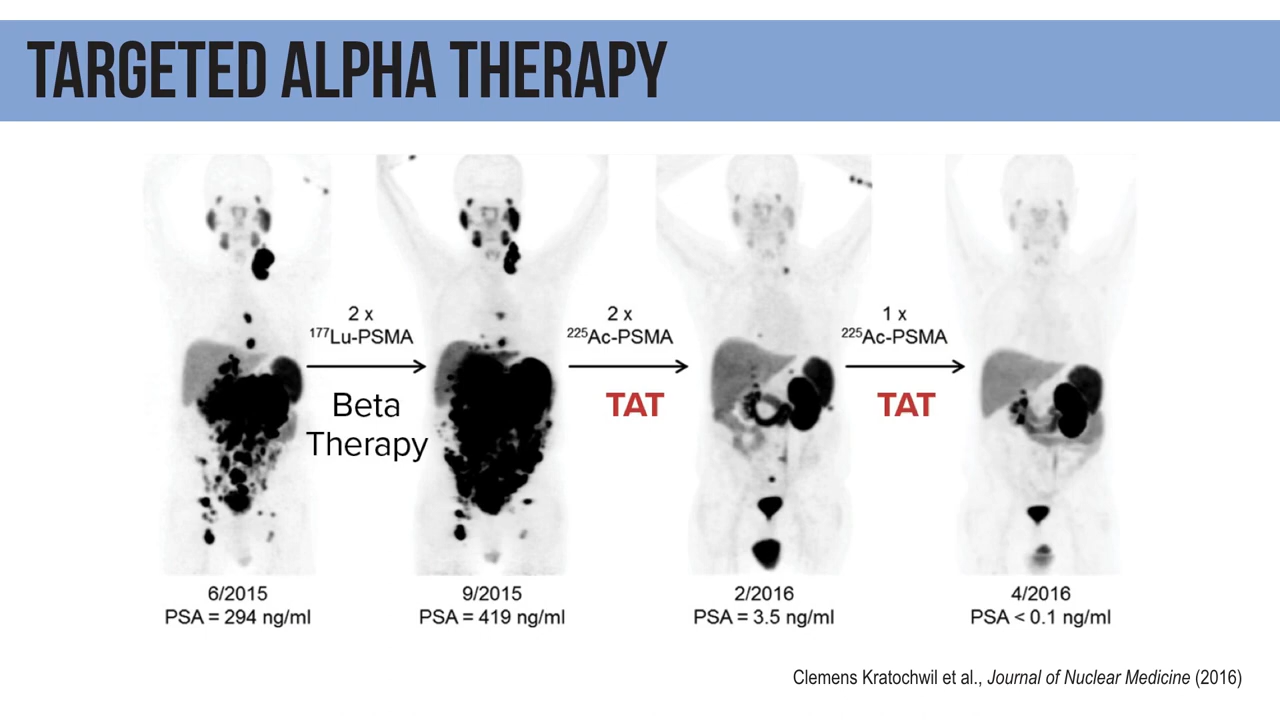 TARGETED ALPHA THERAPY
2 x
¹⁷⁷Lu-PSMA
Beta
Therapy
2 x
²²⁵Ac-PSMA
TAT
1 x
²²⁵Ac-PSMA
TAT
6/2015
PSA = 294 ng/ml
9/2015
PSA = 419 ng/ml
2/2016
PSA = 3.5 ng/ml
4/2016
PSA < 0.1 ng/ml
Clemens Kratochwil et al., Journal of Nuclear Medicine (2016)